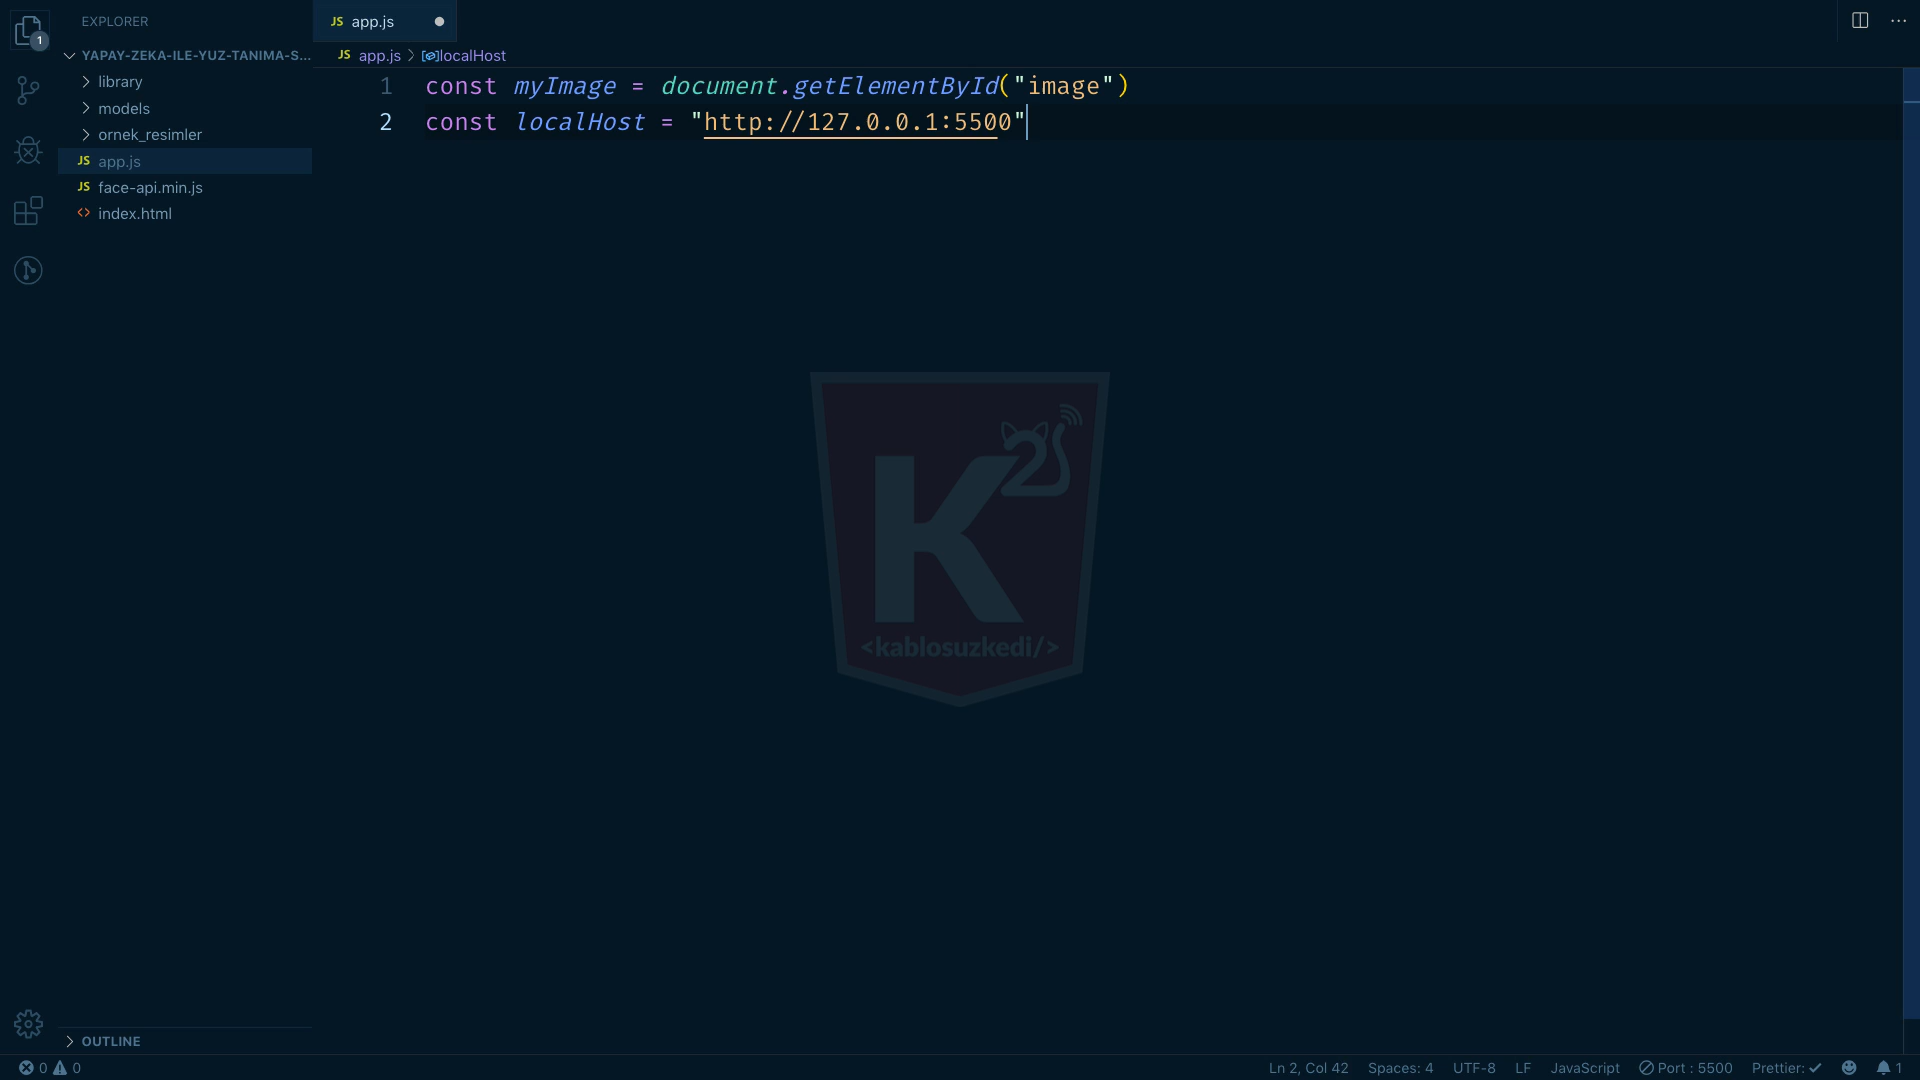 EXPLORER
1
YAPAY-ZEKA-ILE-YUZ-TANIMA-S...
library
models
ornek_resimler
JS app.js
JS face-api.min.js
<> index.html
JS app.js
JS app.js > localHost
1 const myImage = document.getElementById("image")
2 const localHost = "http://127.0.0.1:5500"
K2
<kablosuzkedi/>
OUTLINE
0 0
Ln 2, Col 42 Spaces: 4 UTF-8 LF JavaScript Port : 5500 Prettier: ✓ 1